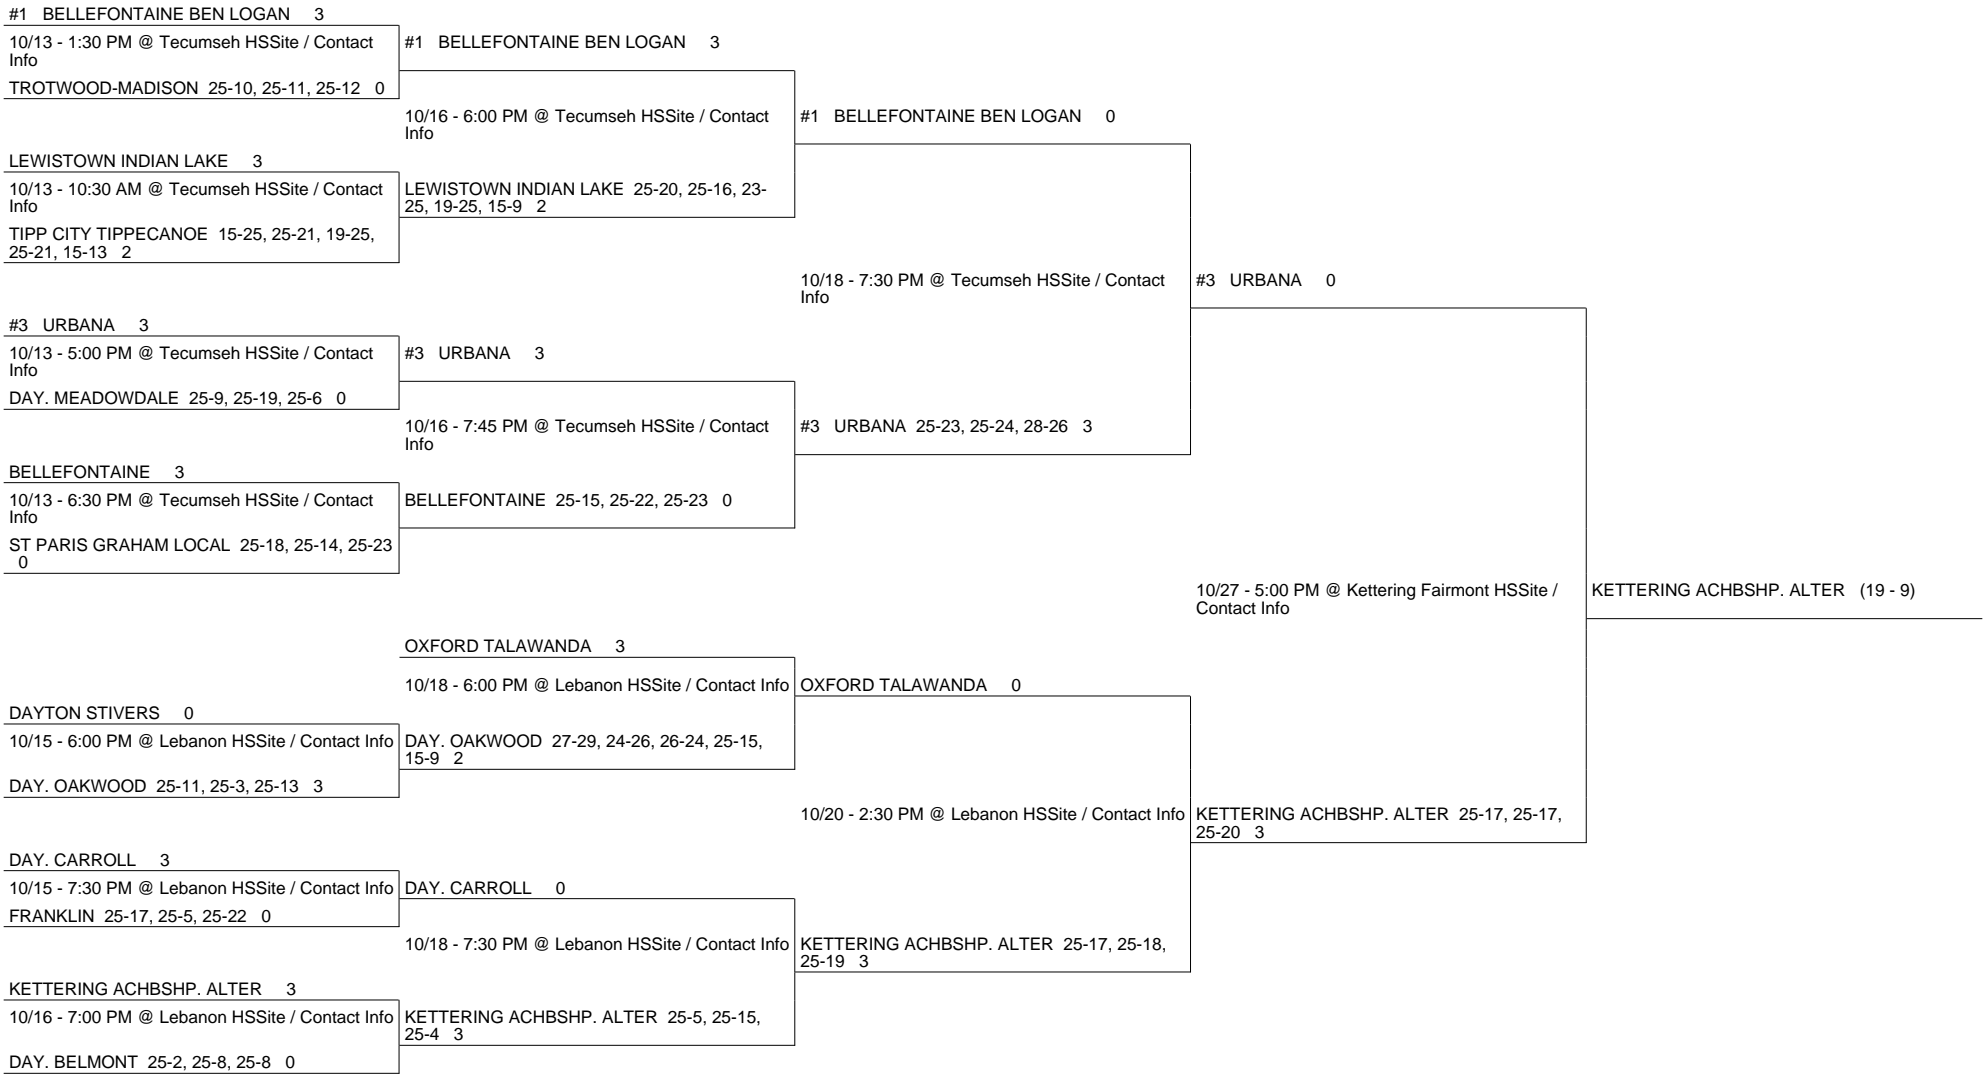 #1 BELLEFONTAINE BEN LOGAN 3
10/13 - 1:30 PM @ Tecumseh HSSite / Contact
Info
TROTWOOD-MADISON 25-10, 25-11, 25-12 0
LEWISTOWN INDIAN LAKE 3
10/13 - 10:30 AM @ Tecumseh HSSite / Contact
Info
TIPP CITY TIPPECANOE 15-25, 25-21, 19-25,
25-21, 15-13 2
#3 URBANA 3
10/13 - 5:00 PM @ Tecumseh HSSite / Contact
Info
DAY. MEADOWDALE 25-9, 25-19, 25-6 0
BELLEFONTAINE 3
10/13 - 6:30 PM @ Tecumseh HSSite / Contact
Info
ST PARIS GRAHAM LOCAL 25-18, 25-14, 25-23
0
DAYTON STIVERS 0
10/15 - 6:00 PM @ Lebanon HSSite / Contact Info
DAY. OAKWOOD 25-11, 25-3, 25-13 3
DAY. CARROLL 3
10/15 - 7:30 PM @ Lebanon HSSite / Contact Info
FRANKLIN 25-17, 25-5, 25-22 0
KETTERING ACHBSHP. ALTER 3
10/16 - 7:00 PM @ Lebanon HSSite / Contact Info
DAY. BELMONT 25-2, 25-8, 25-8 0
#1 BELLEFONTAINE BEN LOGAN 3
10/16 - 6:00 PM @ Tecumseh HSSite / Contact
Info
LEWISTOWN INDIAN LAKE 25-20, 25-16, 23-
25, 19-25, 15-9 2
#3 URBANA 3
10/16 - 7:45 PM @ Tecumseh HSSite / Contact
Info
BELLEFONTAINE 25-15, 25-22, 25-23 0
OXFORD TALAWANDA 3
10/18 - 6:00 PM @ Lebanon HSSite / Contact Info
DAY. OAKWOOD 27-29, 24-26, 26-24, 25-15,
15-9 2
DAY. CARROLL 0
10/18 - 7:30 PM @ Lebanon HSSite / Contact Info
KETTERING ACHBSHP. ALTER 25-5, 25-15,
25-4 3
#1 BELLEFONTAINE BEN LOGAN 0
10/18 - 7:30 PM @ Tecumseh HSSite / Contact
Info
#3 URBANA 25-23, 25-24, 28-26 3
OXFORD TALAWANDA 0
10/20 - 2:30 PM @ Lebanon HSSite / Contact Info
KETTERING ACHBSHP. ALTER 25-17, 25-18,
25-19 3
#3 URBANA 0
10/27 - 5:00 PM @ Kettering Fairmont HSSite /
Contact Info
KETTERING ACHBSHP. ALTER 25-17, 25-17,
25-20 3
KETTERING ACHBSHP. ALTER (19 - 9)